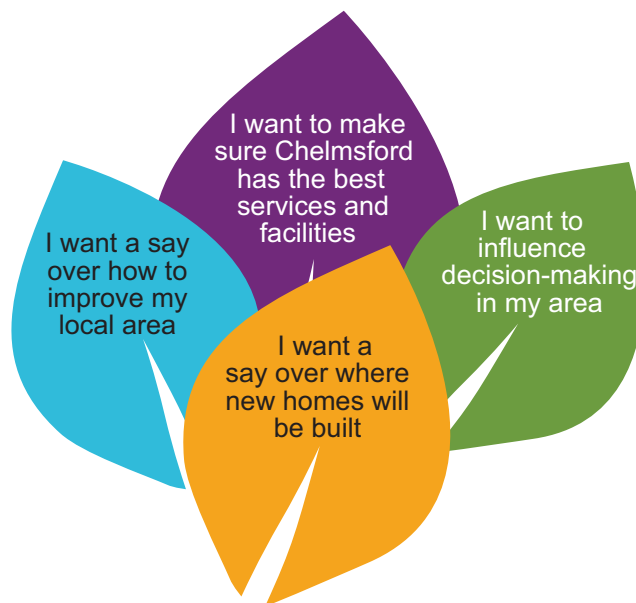 I want to make
sure Chelmsford
has the best
services and
facilities
I want a say
over how to
improve my
local area
I want to
influence
decision-making
in my area
I want a
say over where
new homes will
be built